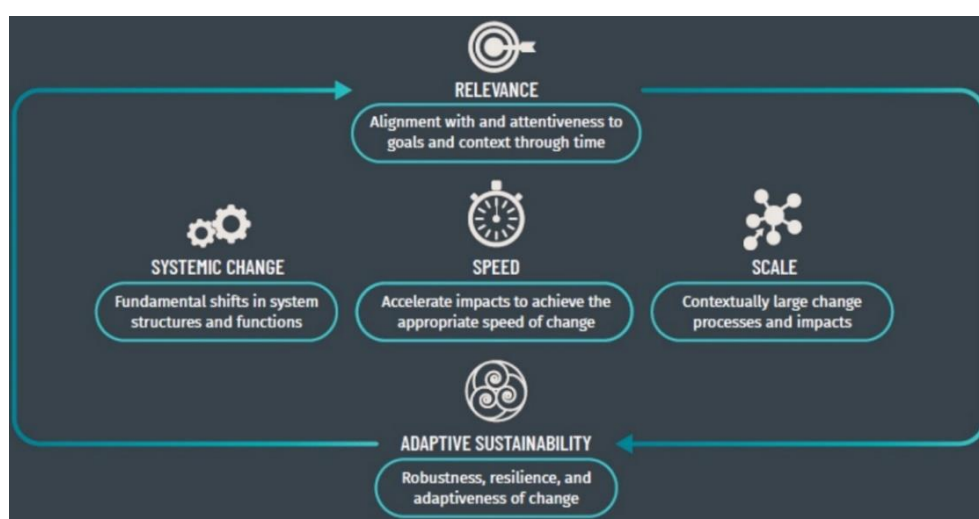 RELEVANCE
Alignment with and attentiveness to
goals and context through time
SYSTEMIC CHANGE
Fundamental shifts in system
structures and functions
SPEED
Accelerate impacts to achieve the
appropriate speed of change
SCALE
Contextually large change
processes and impacts
ADAPTIVE SUSTAINABILITY
Robustness, resilience, and
adaptiveness of change